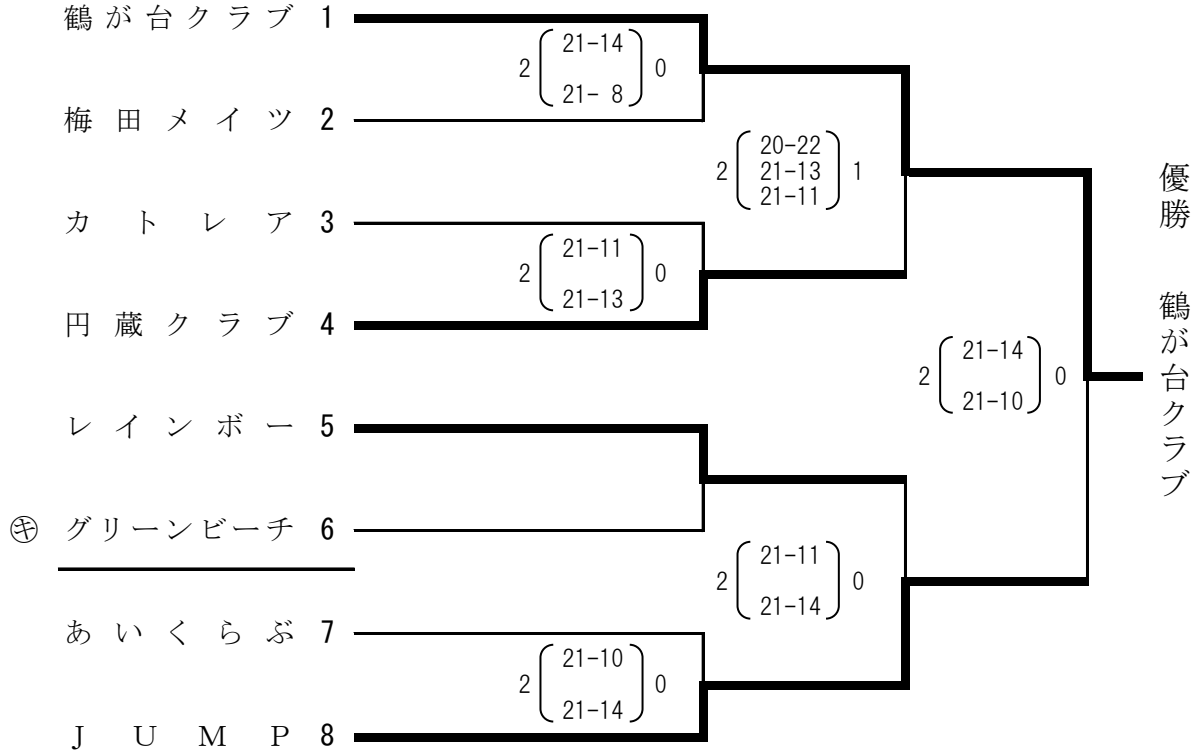 鶴が台クラブ 1
21-14
2 0
21- 8
梅田メイツ 2
20-22
2 21-13 1
21-11
優勝 鶴が台クラブ
カトレア 3
21-11
2 0
21-13
円蔵クラブ 4
21-14
2 0
21-10
レインボー 5
㋖ グリーンビーチ 6
21-11
2 0
21-14
あいくらぶ 7
21-10
2 0
21-14
ＪＵＭＰ 8